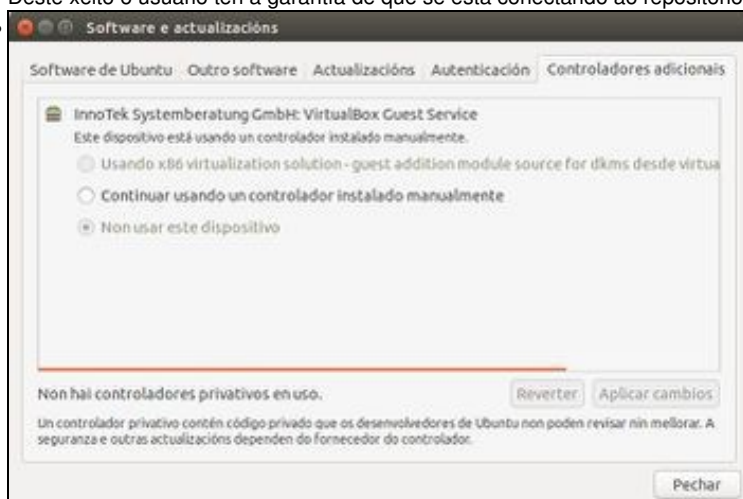 Deste xeito o usuario ten a garantía de que se está conectando ao repositorio
Software e actualizacións
Software de Ubuntu Outro software Actualizacións Autenticación Controladores adicionais
InnoTek Systemberatung GmbH: VirtualBox Guest Service
Este dispositivo está usando un controlador instalado manualmente.
Usando x86 virtualization solution - guest addition module source for dkms desde virtua
Continuar usando un controlador instalado manualmente
Non usar este dispositivo
Non hai controladores privativos en uso.
Reverter Aplicar cambios
Un controlador privativo contén código privado que os desenvolvedores de Ubuntu non poden revisar nin mellorar. A
seguranza e outras actualizacións dependen do fornecedor do controlador.
Pechar